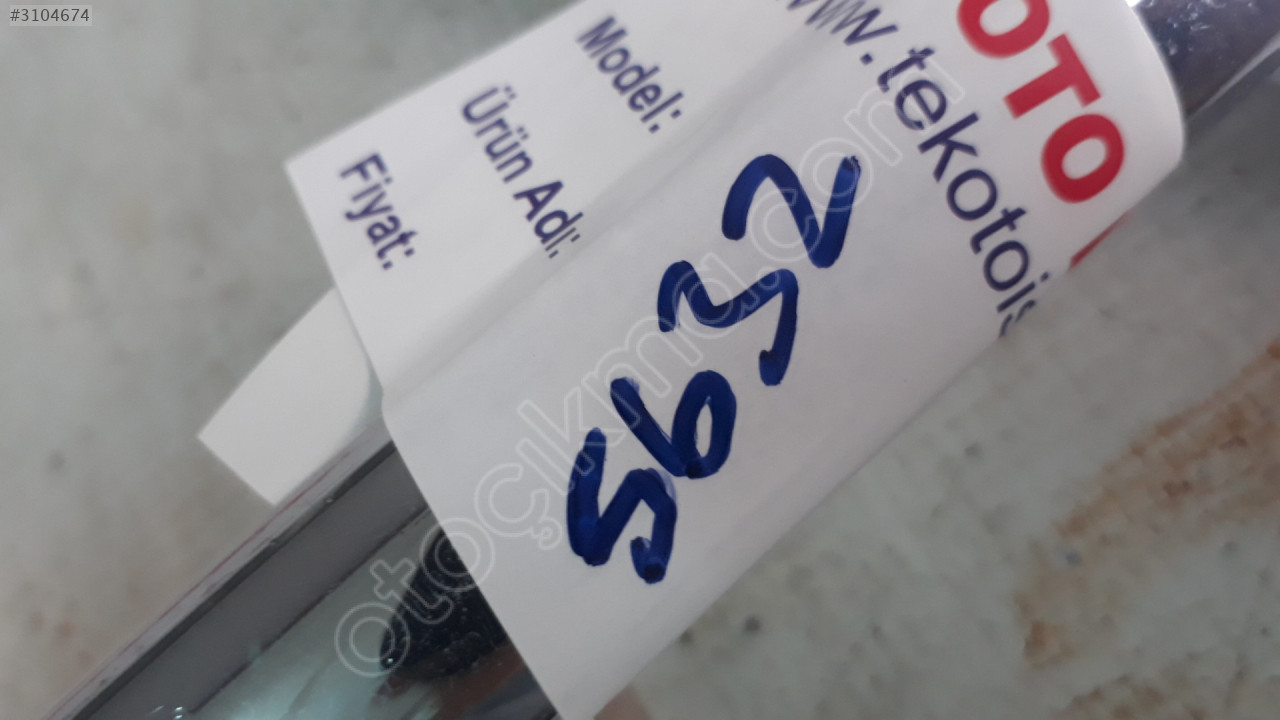 #3104674
OTO
www.tekotois
Model:
Ürün Adı:
Fiyat:
5632
otoçıkma.com